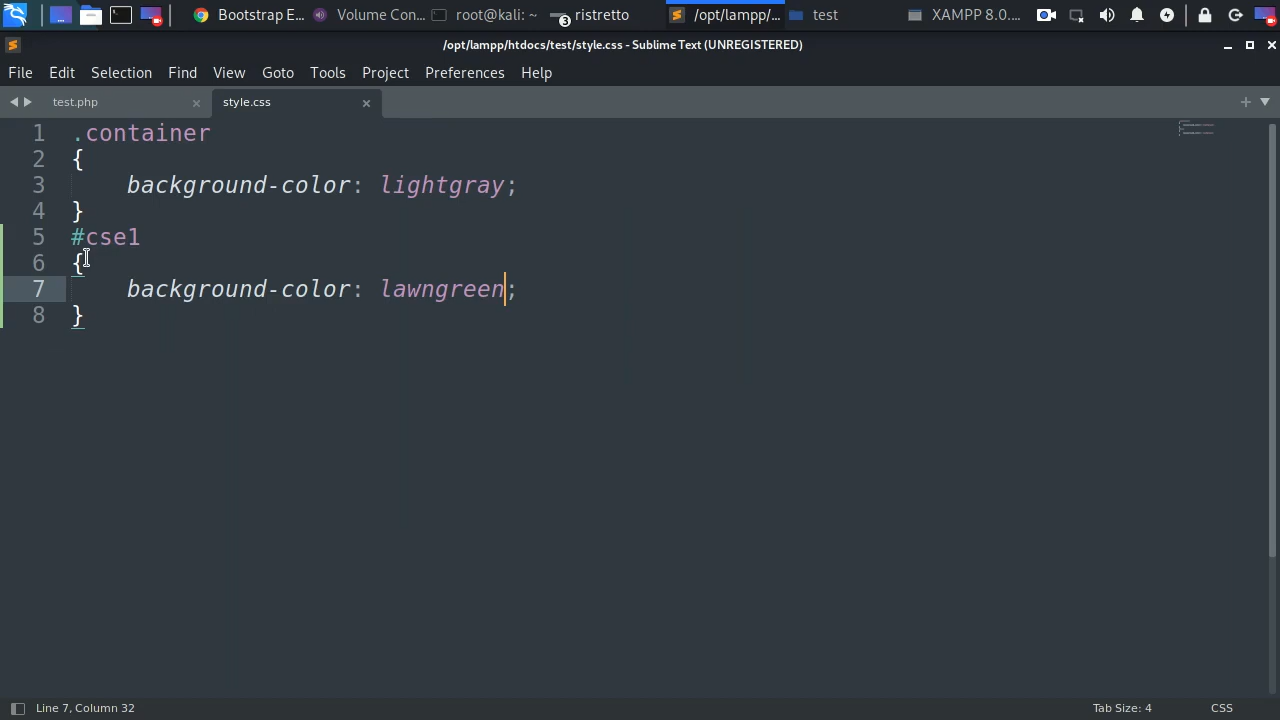 Bootstrap E... Volume Con... root@kali: ~ 3 ristretto /opt/lampp/... test XAMPP 8.0....
/opt/lampp/htdocs/test/style.css - Sublime Text (UNREGISTERED)
File Edit Selection Find View Goto Tools Project Preferences Help
test.php style.css
1 .container
2 {
3 background-color: lightgray;
4 }
5 #cse1
6 {
7 background-color: lawngreen;
8 }
Line 7, Column 32 Tab Size: 4 CSS